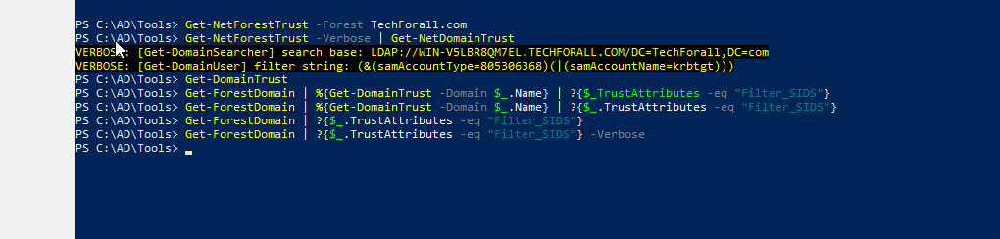 PS C:\AD\Tools> Get-NetForestTrust -Forest TechForall.com
PS C:\AD\Tools> Get-NetForestTrust -Verbose | Get-NetDomainTrust
VERBOSE: [Get-DomainSearcher] search base: LDAP://WIN-V5LBR8QM7EL.TECHFORALL.COM/DC=TechForall,DC=com
VERBOSE: [Get-DomainUser] filter string: (&(samAccountType=805306368)(|(samAccountName=krbtgt)))
PS C:\AD\Tools> Get-DomainTrust
PS C:\AD\Tools> Get-ForestDomain | %{Get-DomainTrust -Domain $_.Name} | ?{$_TrustAttributes -eq "Filter_SIDS"}
PS C:\AD\Tools> Get-ForestDomain | %{Get-DomainTrust -Domain $_.Name} | ?{$_.TrustAttributes -eq "Filter_SIDS"}
PS C:\AD\Tools> Get-ForestDomain | ?{$_.TrustAttributes -eq "Filter_SIDS"}
PS C:\AD\Tools> Get-ForestDomain | ?{$_.TrustAttributes -eq "Filter_SIDS"} -Verbose
PS C:\AD\Tools>